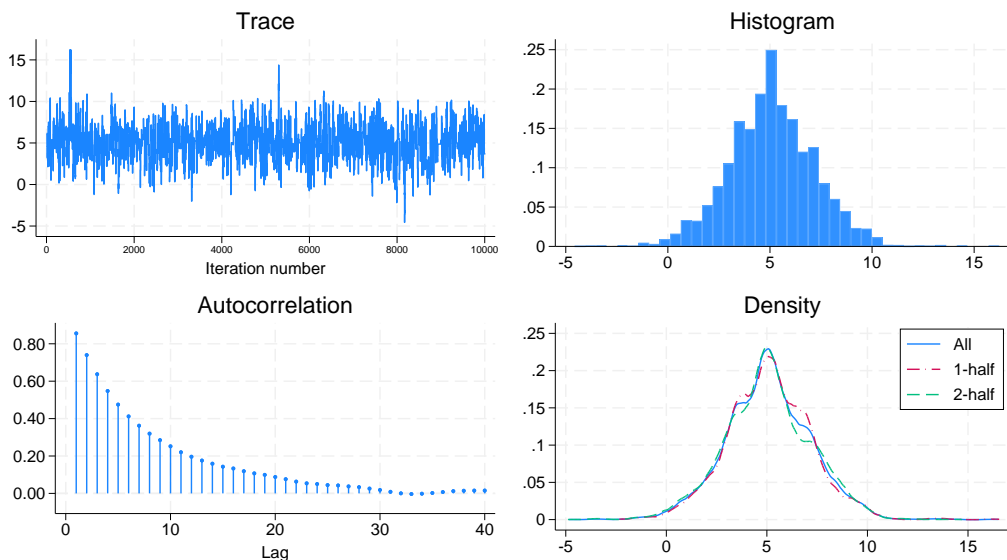 Trace
15
10
5
0
-5
0 2000 4000 6000 8000 10000
Iteration number
Histogram
.25
.2
.15
.1
.05
0
-5 0 5 10 15
Autocorrelation
0.80
0.60
0.40
0.20
0.00
0 10 20 30 40
Lag
Density
.25
.2
.15
.1
.05
0
-5 0 5 10 15
All
1-half
2-half